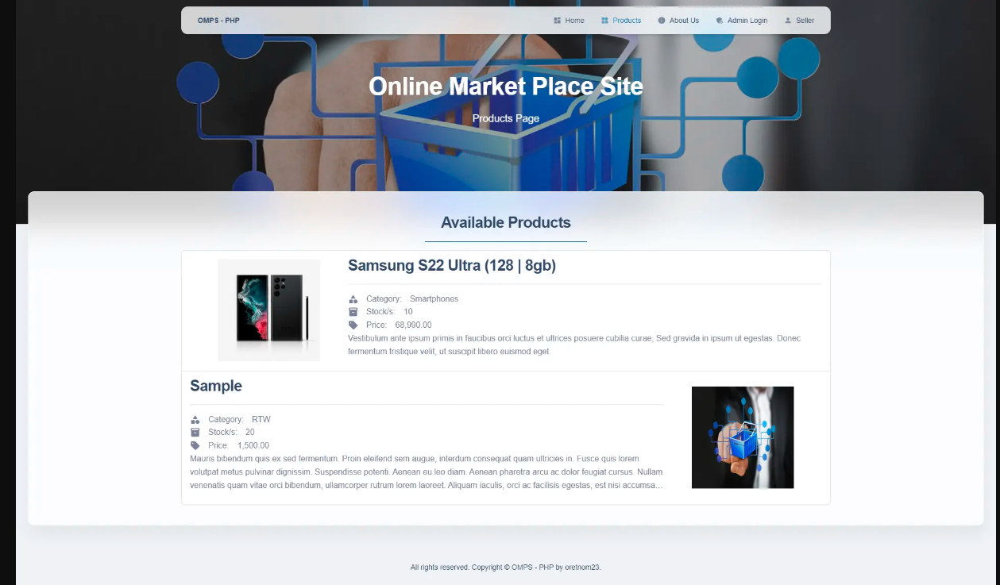 OMPS - PHP
Home
Products
About Us
Admin Login
Seller
Online Market Place Site
Products Page
Available Products
Samsung S22 Ultra (128 | 8gb)
Category: Smartphones
Stock/s: 10
Price: 68,990.00
Vestibulum ante ipsum primis in faucibus orci luctus et ultrices posuere cubilia curae; Sed gravida in ipsum ut egestas. Donec
fermentum tristique velit, ut suscipit libero euismod eget.
Sample
Category: RTW
Stock/s: 20
Price: 1,500.00
Mauris bibendum quis ex sed fermentum. Proin eleifend sem augue, interdum consequat quam ultricies in. Fusce quis lorem
volutpat metus pulvinar dignissim. Suspendisse potenti. Aenean eu leo diam. Aenean pharetra arcu ac dolor feugiat cursus. Nullam
venenatis quam vitae orci bibendum, ullamcorper rutrum lorem laoreet. Aliquam iaculis, orci ac facilisis egestas, est nisi accumsa...
All rights reserved. Copyright © OMPS - PHP by oretnom23.